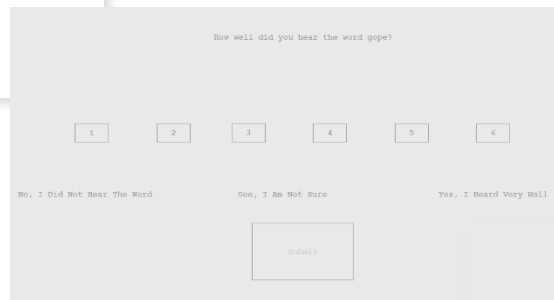 How well did you hear the word gope?
1 2 3 4 5 6
No, I Did Not Hear The Word Gee, I Am Not Sure Yes, I Heard Very Well
Submit